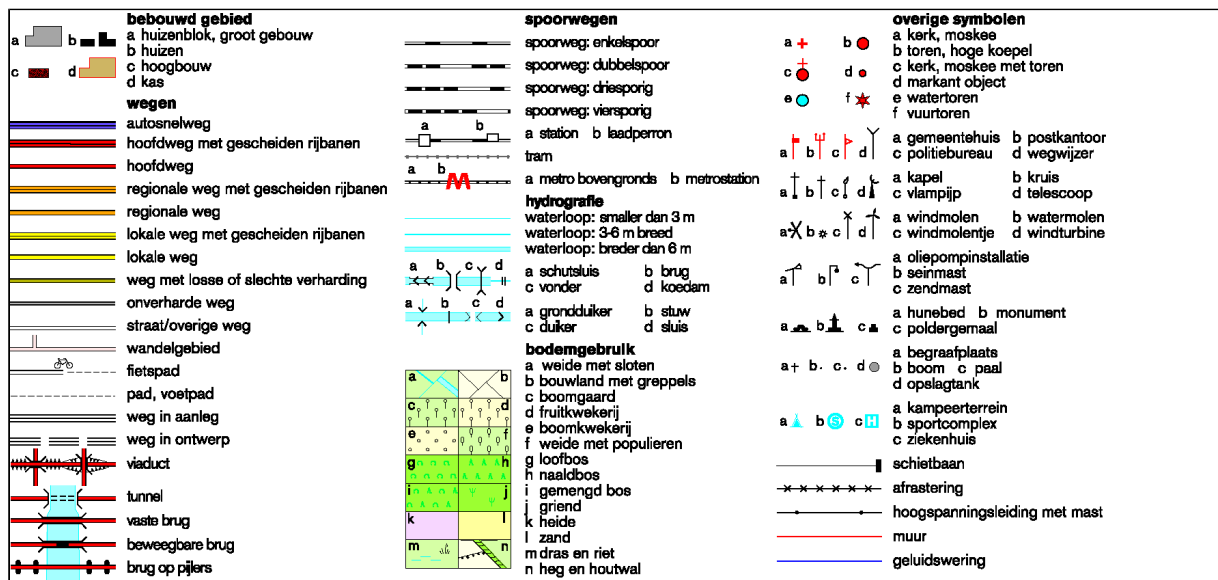 bebouwd gebied
a b
a huizenblok, groot gebouw
b huizen
c d
c hoogbouw
d kas
wegen
autosnelweg
hoofdweg met gescheiden rijbanen
hoofdweg
regionale weg met gescheiden rijbanen
regionale weg
lokale weg met gescheiden rijbanen
lokale weg
weg met losse of slechte verharding
onverharde weg
straat/overige weg
wandelgebied
fietspad
pad, voetpad
weg in aanleg
weg in ontwerp
viaduct
tunnel
vaste brug
beweegbare brug
brug op pijlers
spoorwegen
spoorweg: enkelspoor
spoorweg: dubbelspoor
spoorweg: driesporig
spoorweg: viersporig
a b
a station b laadperron
tram
a b
M
a metro bovengronds b metrostation
hydrografie
waterloop: smaller dan 3 m
waterloop: 3-6 m breed
waterloop: breder dan 6 m
a b c d
a schutsluis b brug
c vonder d koedam
a b c d
a grondduiker b stuw
c duiker d sluis
bodemgebruik
a weide met sloten
b bouwland met greppels
c boomgaard
d fruitkwekerij
e boomkwekerij
f weide met populieren
g loofbos
h naaldbos
i gemengd bos
j griend
k heide
l zand
m dras en riet
n heg en houtwal
a b
c d
e f
g h
i j
k l
m n
overige symbolen
a b
a kerk, moskee
b toren, hoge koepel
c d
c kerk, moskee met toren
d markant object
e f
e watertoren
f vuurtoren
a b c d
a gemeentehuis b postkantoor
c politiebureau d wegwijzer
a b c d
a kapel b kruis
c vlampijp d telescoop
a b c d
a windmolen b watermolen
c windmolentje d windturbine
a b c
a oliepompinstallatie
b seinmast
c zendmast
a b c
a hunebed b monument
c poldergemaal
a b c d
a begraafplaats
b boom c paal
d opslagtank
a b S c H
a kampeerterrein
b sportcomplex
c ziekenhuis
schietbaan
afrastering
hoogspanningsleiding met mast
muur
geluidswering